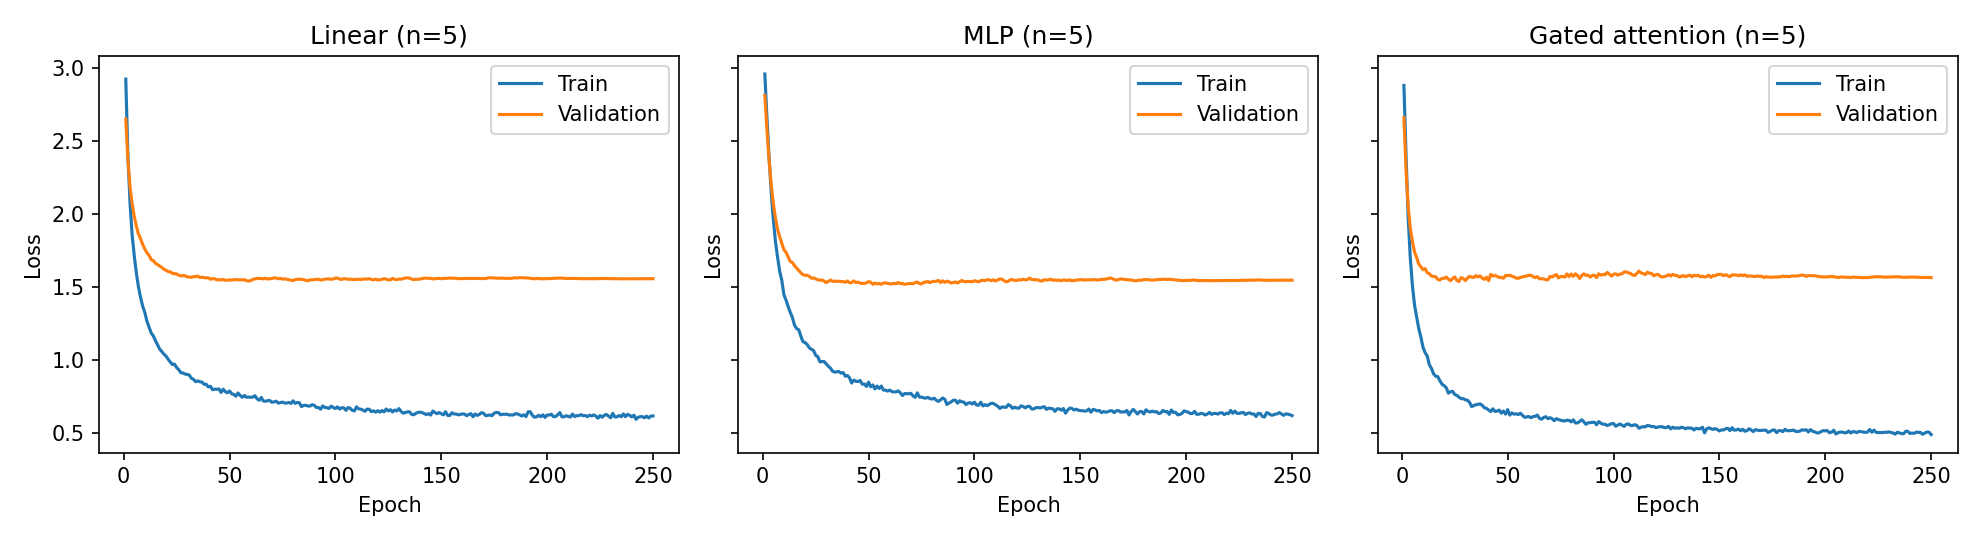 Linear (n=5)
MLP (n=5)
Gated attention (n=5)
Train
Validation
Train
Validation
Train
Validation
3.0
2.5
2.0
1.5
1.0
0.5
Loss
Loss
Loss
0 50 100 150 200 250
0 50 100 150 200 250
0 50 100 150 200 250
Epoch
Epoch
Epoch